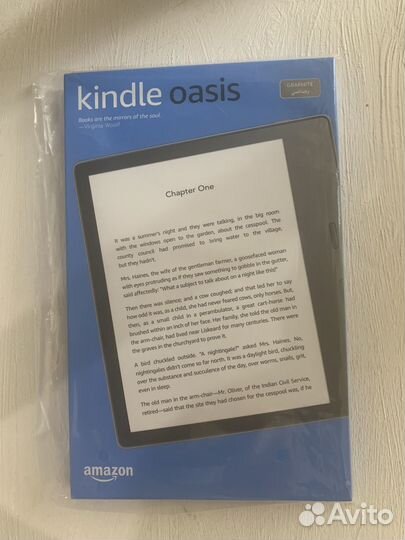 kindle oasis
GRAPHITE
Books are the mirrors of the soul.
—Virginia Woolf
Chapter One
It was a summer's night and they were talking, in the big room
with the windows open to the garden, about the cesspool. The
county council had promised to bring water to the village,
but they hadn't.
Mrs. Haines, the wife of the gentleman farmer, a goosefaced woman
with eyes protruding as if they saw something to gobble in the gutter,
said affectedly: "What a subject to talk about on a night like this!"
Then there was silence; and a cow coughed; and that led her to say
how odd it was, as a child, she had never feared cows, only horses. But,
then, as a small child in a perambulator, a great cart-horse had
brushed within an inch of her face. Her family, she told the old man in
the arm-chair, had lived near Liskeard for many centuries. There were
the graves in the churchyard to prove it.
A bird chuckled outside. "A nightingale?" asked Mrs. Haines. No,
nightingales didn't come so far north. It was a daylight bird, chuckling
over the substance and succulence of the day, over worms, snails, grit,
even in sleep.
The old man in the arm-chair—Mr. Oliver, of the Indian Civil Service,
retired—said that the site they had chosen for the cesspool was, if he
amazon
Avito